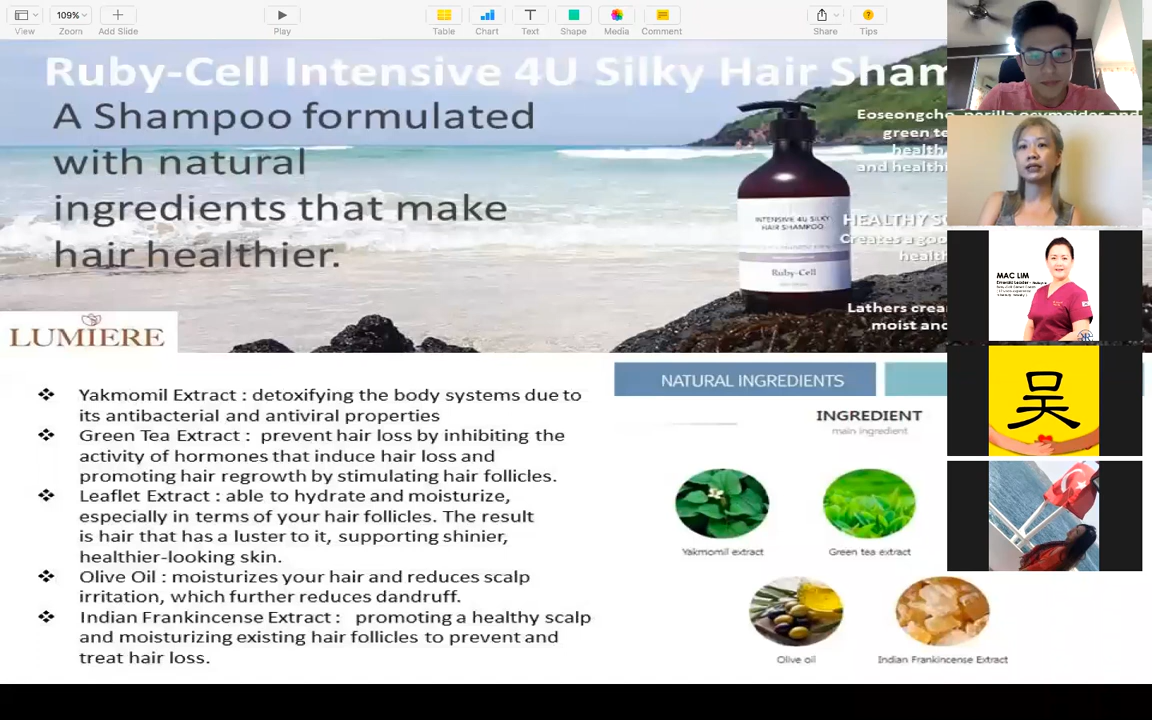 109%
View
Zoom
Add Slide
Play
Table
Chart
Text
Shape
Media
Comment
Share
Tips
Ruby-Cell Intensive 4U Silky Hair Sham
A Shampoo formulated
with natural
ingredients that make
hair healthier.
green te
health
and healthi
HEALTHY S
Creates a goo
health
Lathers crea
moist and
INTENSIVE 4U SILKY
HAIR SHAMPOO
Ruby-Cell
LUMIERE
MAC LIM
吴
❖ Yakmomil Extract : detoxifying the body systems due to
its antibacterial and antiviral properties
❖ Green Tea Extract : prevent hair loss by inhibiting the
activity of hormones that induce hair loss and
promoting hair regrowth by stimulating hair follicles.
❖ Leaflet Extract : able to hydrate and moisturize,
especially in terms of your hair follicles. The result
is hair that has a luster to it, supporting shinier,
healthier-looking skin.
❖ Olive Oil : moisturizes your hair and reduces scalp
irritation, which further reduces dandruff.
❖ Indian Frankincense Extract : promoting a healthy scalp
and moisturizing existing hair follicles to prevent and
treat hair loss.
NATURAL INGREDIENTS
INGREDIENT
main ingredient
Yakmomil extract
Green tea extract
Olive oil
Indian Frankincense Extract